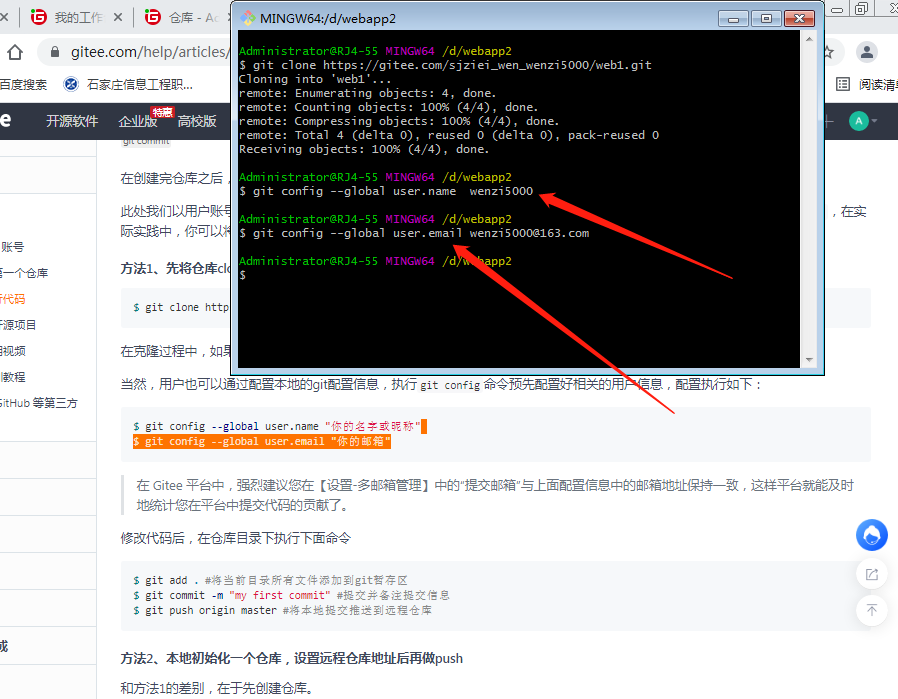 我的工作
仓库 - Ac
MINGW64:/d/webapp2
gitee.com/help/articles/
百度搜索
石家庄信息工程职...
阅读清单
e
开源软件
企业版
特惠
高校版
A
Administrator@RJ4-55 MINGW64 /d/webapp2
$ git clone https://gitee.com/sjziei_wen_wenzi5000/web1.git
Cloning into 'web1'...
remote: Enumerating objects: 4, done.
remote: Counting objects: 100% (4/4), done.
remote: Compressing objects: 100% (4/4), done.
remote: Total 4 (delta 0), reused 0 (delta 0), pack-reused 0
Receiving objects: 100% (4/4), done.
Administrator@RJ4-55 MINGW64 /d/webapp2
$ git config --global user.name  wenzi5000
Administrator@RJ4-55 MINGW64 /d/webapp2
$ git config --global user.email wenzi5000@163.com
Administrator@RJ4-55 MINGW64 /d/webapp2
$
账号
第一个仓库
代码
开源项目
视频
教程
GitHub 等第三方
成
git commit
在创建完仓库之后，
此处我们以用户账号
，在实
际实践中，你可以将
方法1、先将仓库clo
$ git clone http
在克隆过程中，如果
当然，用户也可以通过配置本地的git配置信息，执行 git config 命令预先配置好相关的用户信息，配置执行如下：
$ git config --global user.name "你的名字或昵称"
$ git config --global user.email "你的邮箱"
在 Gitee 平台中，强烈建议您在【设置-多邮箱管理】中的“提交邮箱”与上面配置信息中的邮箱地址保持一致，这样平台就能及时
地统计您在平台中提交代码的贡献了。
修改代码后，在仓库目录下执行下面命令
$ git add . #将当前目录所有文件添加到git暂存区
$ git commit -m "my first commit" #提交并备注提交信息
$ git push origin master #将本地提交推送到远程仓库
方法2、本地初始化一个仓库，设置远程仓库地址后再做push
和方法1的差别，在于先创建仓库。